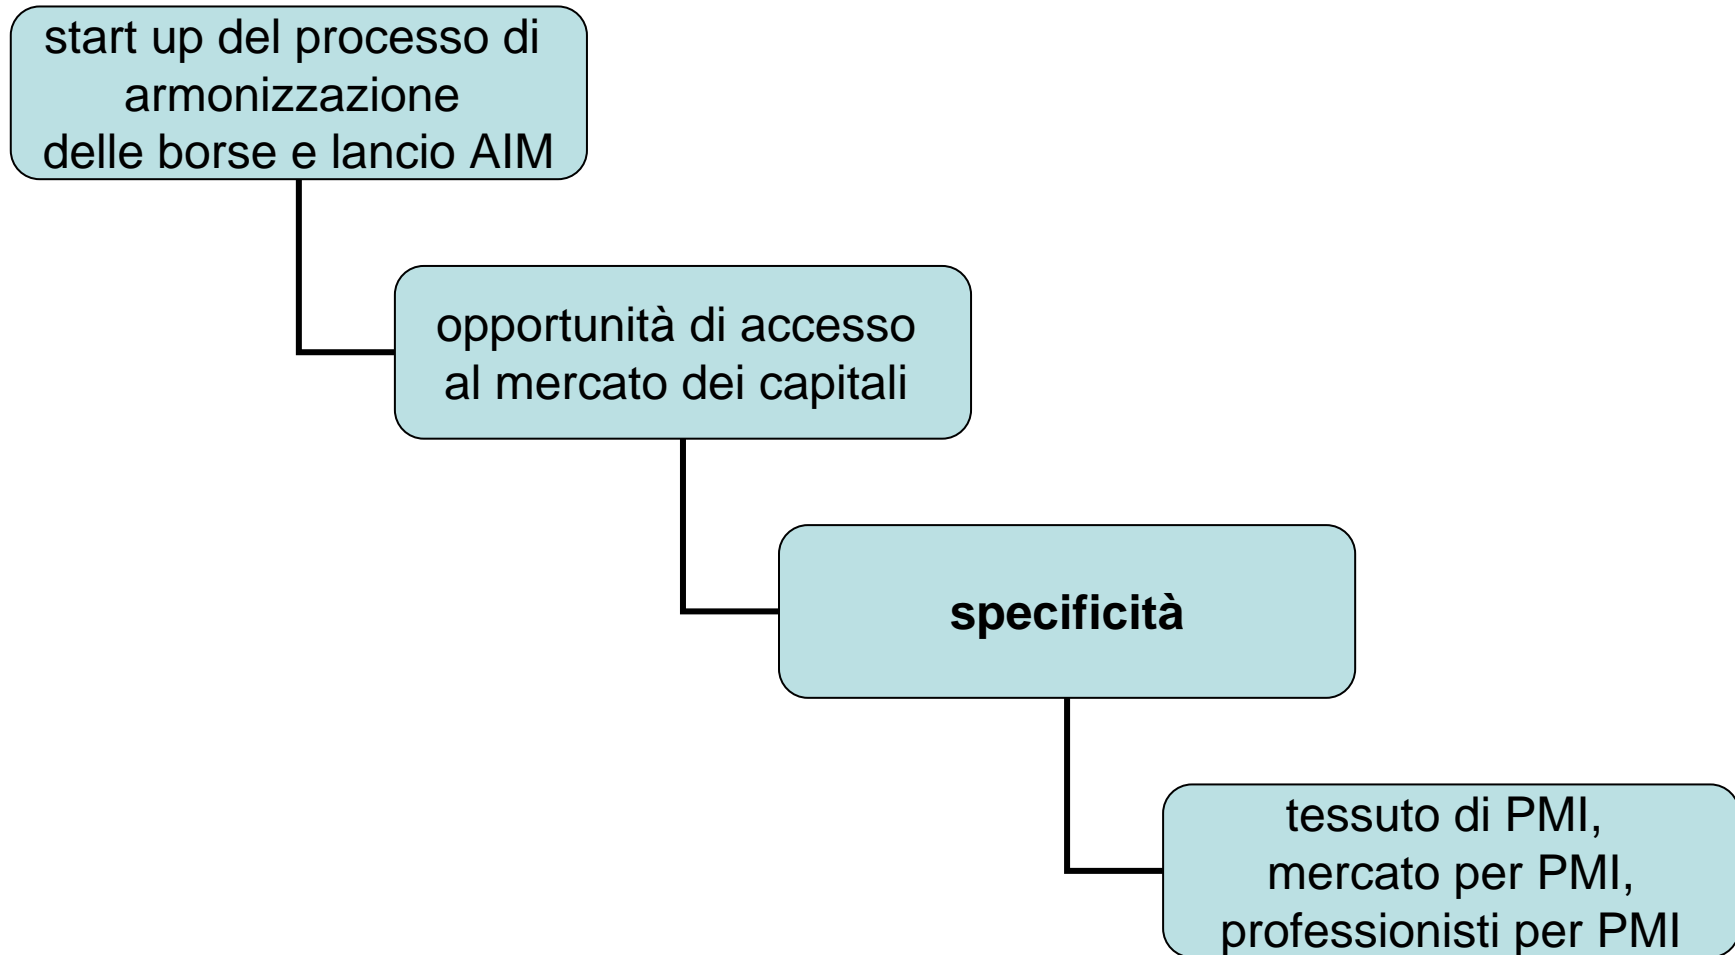 start up del processo di
armonizzazione
delle borse e lancio AIM
opportunità di accesso
al mercato dei capitali
specificità
tessuto di PMI,
mercato per PMI,
professionisti per PMI